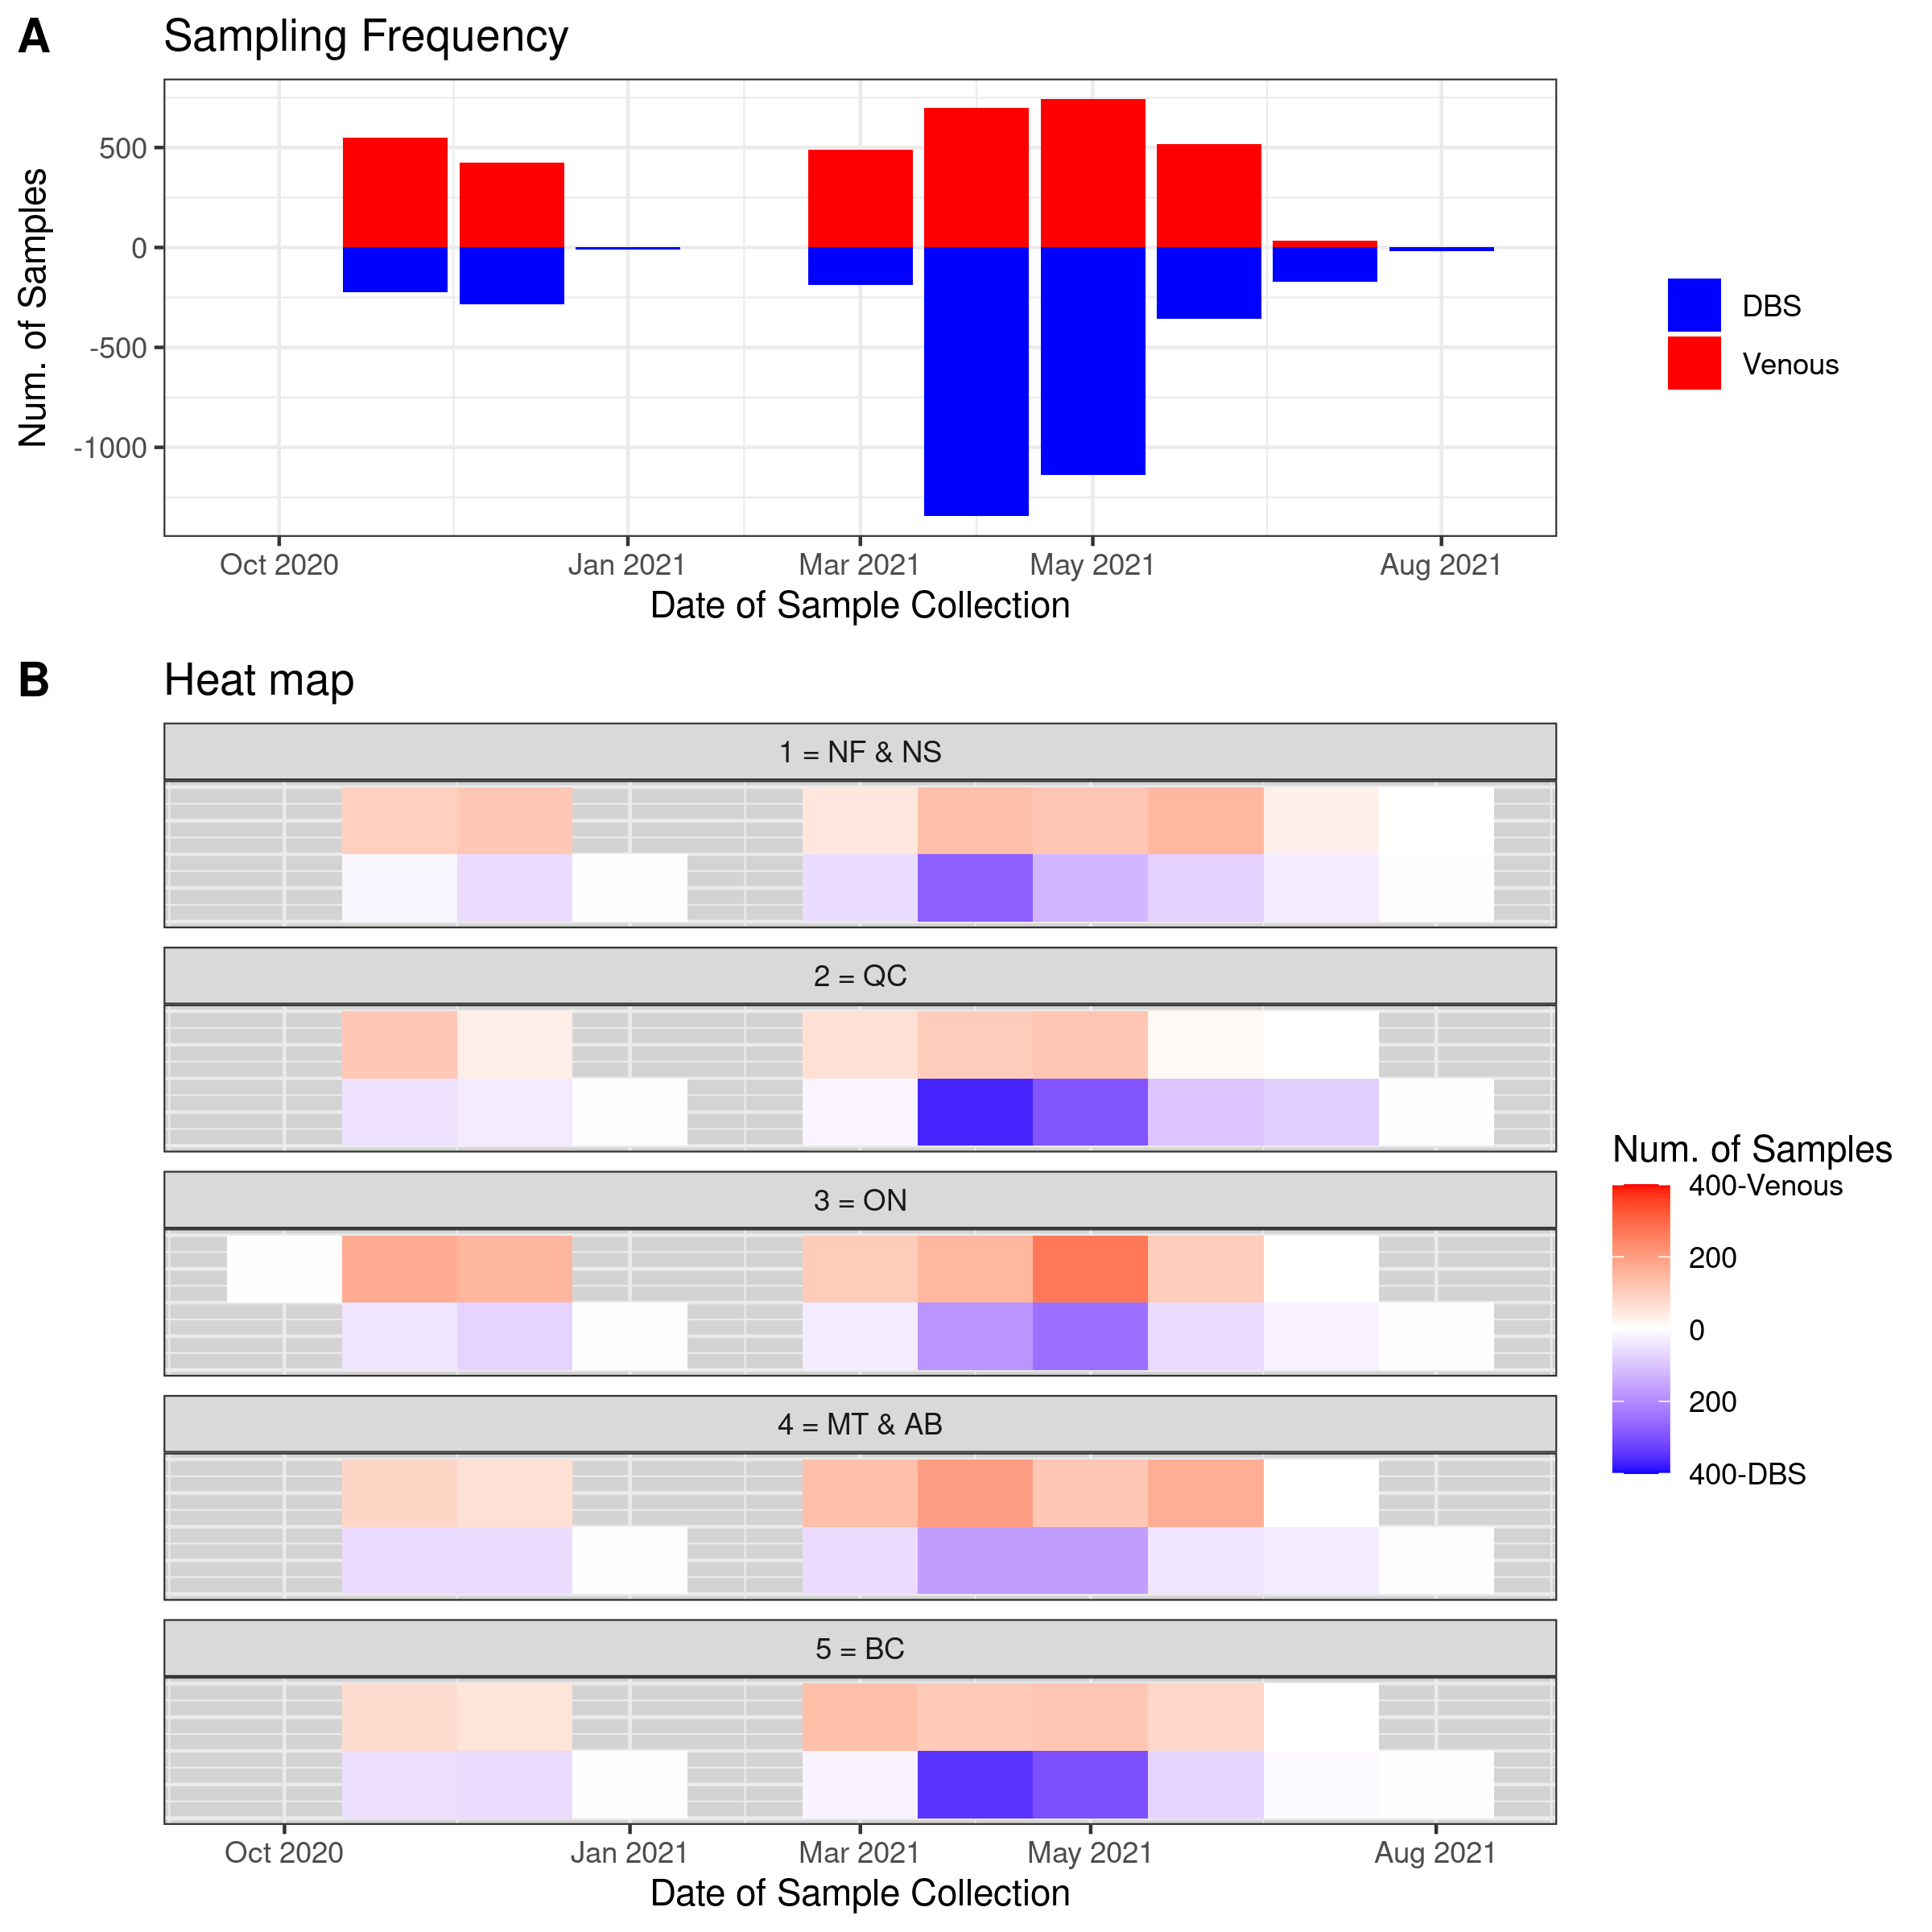 A
Sampling Frequency
Num. of Samples
500
0
-500
-1000
Oct 2020 Jan 2021 Mar 2021 May 2021 Aug 2021
Date of Sample Collection
DBS
Venous
B
Heat map
1 = NF & NS
2 = QC
3 = ON
4 = MT & AB
5 = BC
Oct 2020 Jan 2021 Mar 2021 May 2021 Aug 2021
Date of Sample Collection
Num. of Samples
400-Venous
200
0
200
400-DBS